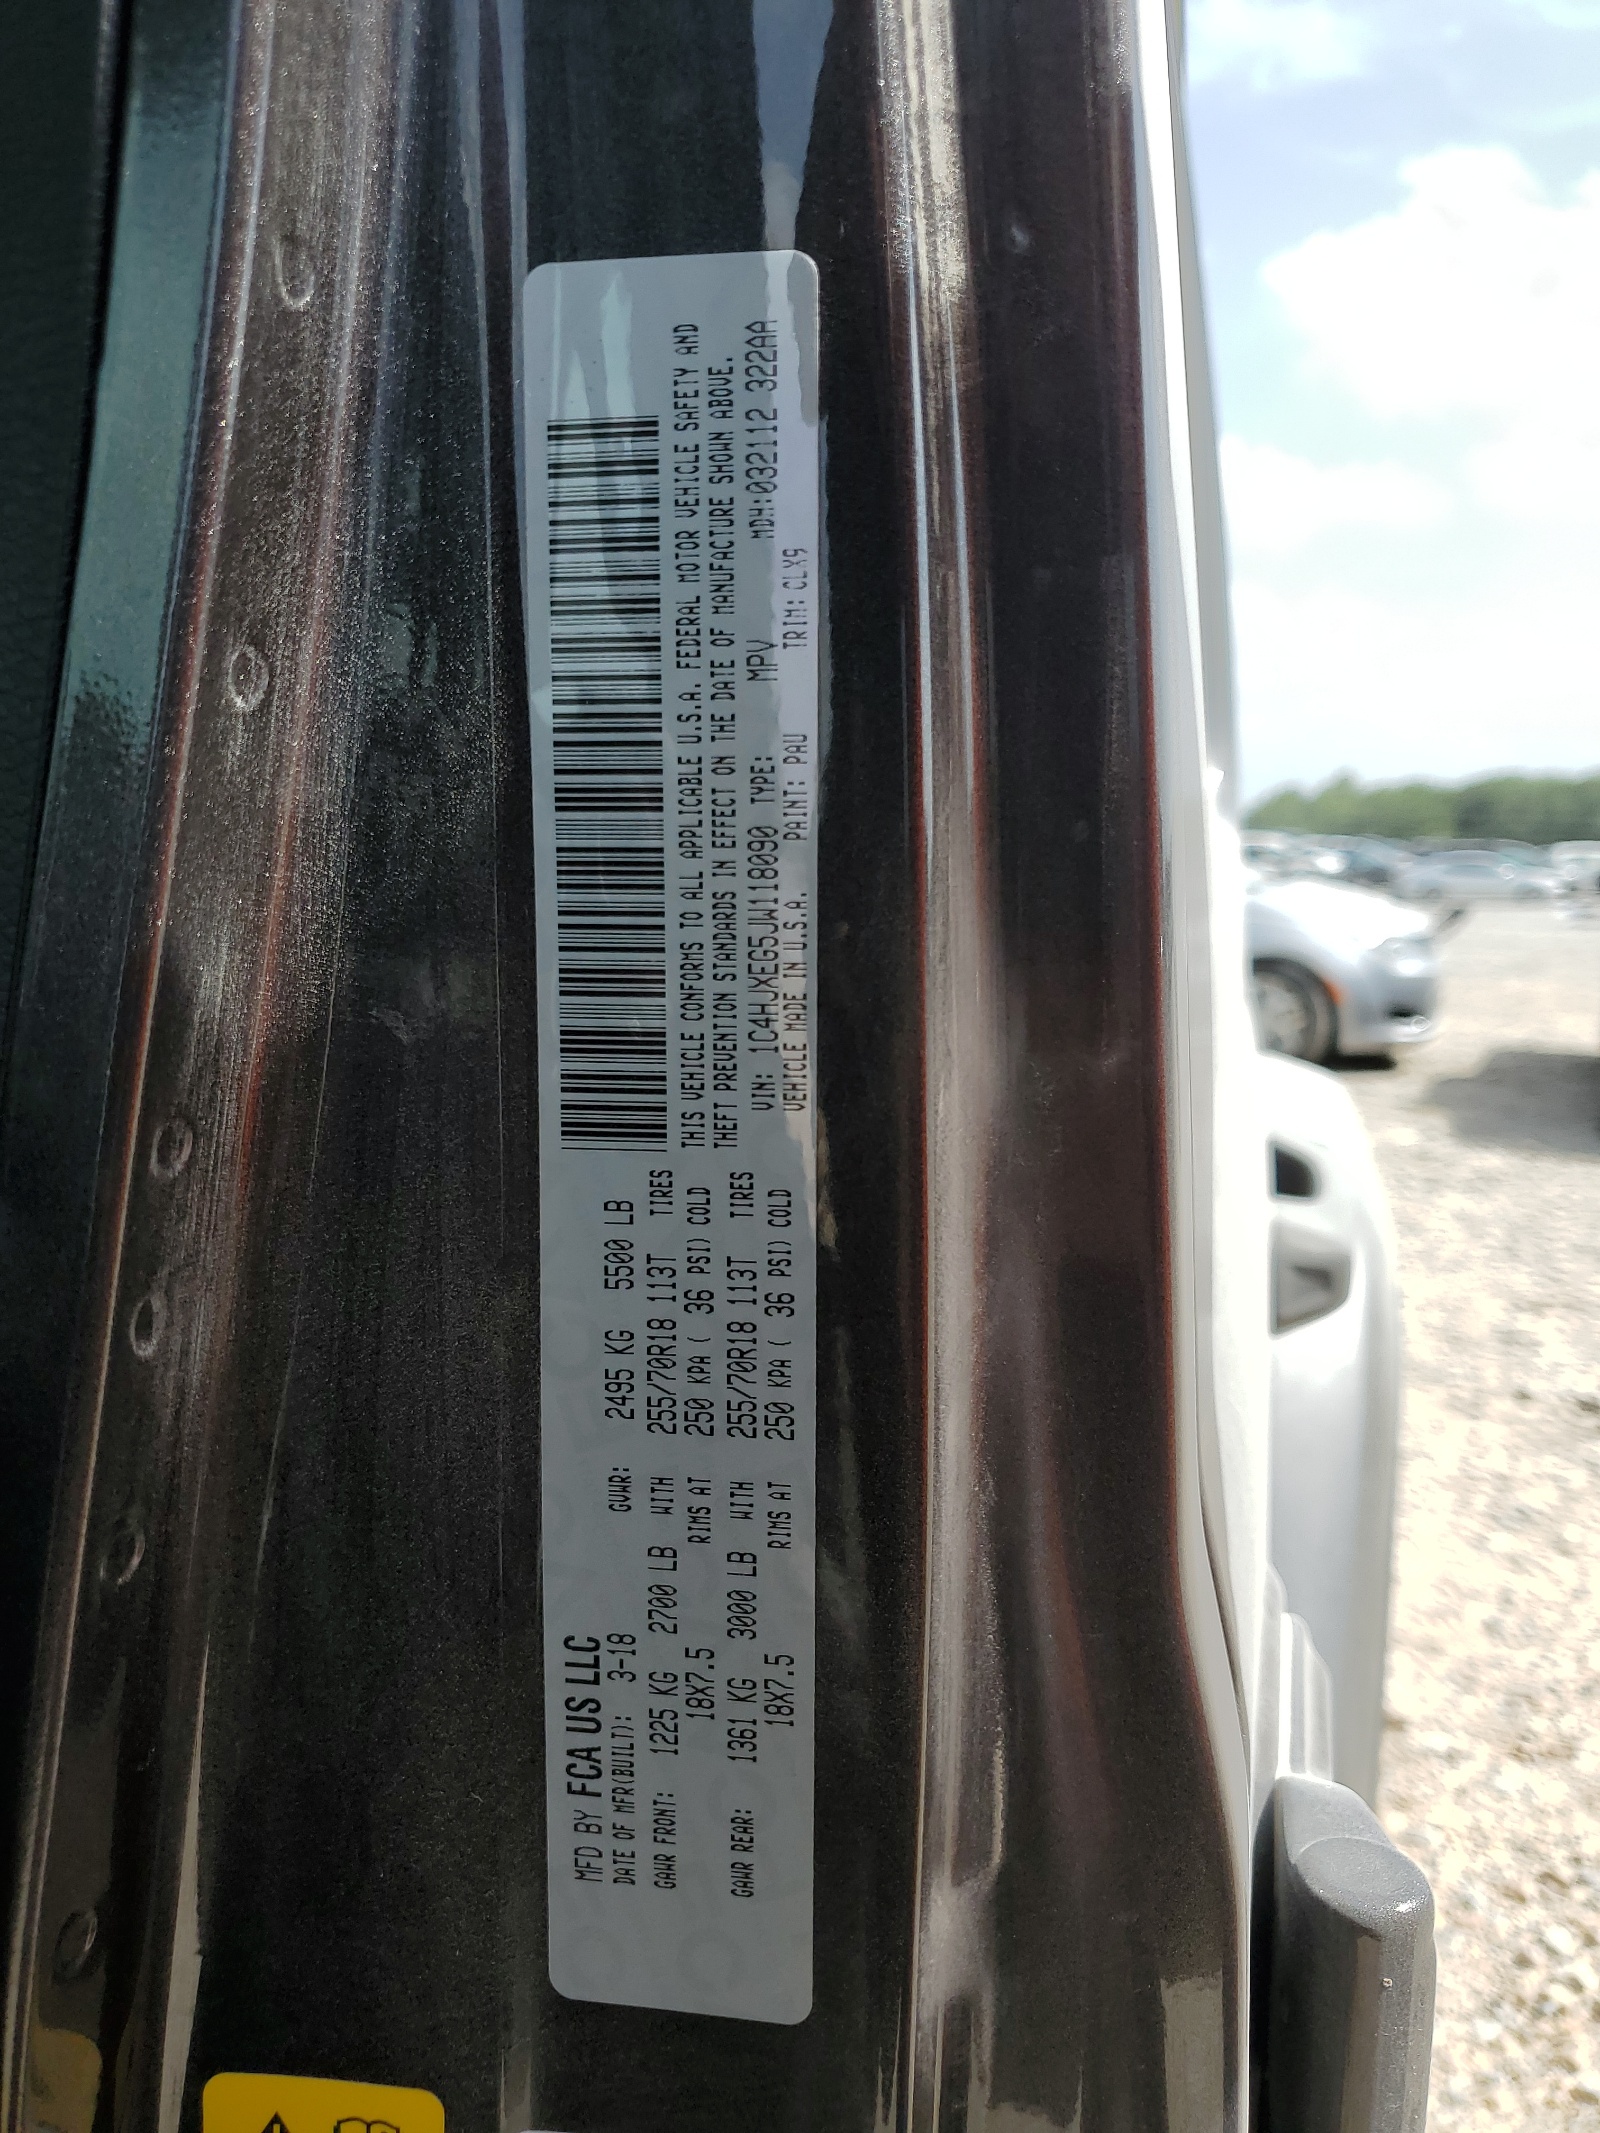 MFD BY FCA US LLC
DATE OF MFR(BUILT): 3-18 GVWR: 2495 KG 5500 LB
GAWR FRONT: 1225 KG 2700 LB WITH 255/70R18 113T TIRES
18X7.5 RIMS AT 250 KPA ( 36 PSI) COLD
GAWR REAR: 1361 KG 3000 LB WITH 255/70R18 113T TIRES
18X7.5 RIMS AT 250 KPA ( 36 PSI) COLD
THIS VEHICLE CONFORMS TO ALL APPLICABLE U.S.A. FEDERAL MOTOR VEHICLE SAFETY AND
THEFT PREVENTION STANDARDS IN EFFECT ON THE DATE OF MANUFACTURE SHOWN ABOVE.
VIN: 1C4HJXEG5JW118090 TYPE: MPV MDH:032112 322AA
VEHICLE MADE IN U.S.A. PAINT: PAU TRIM: CLX9